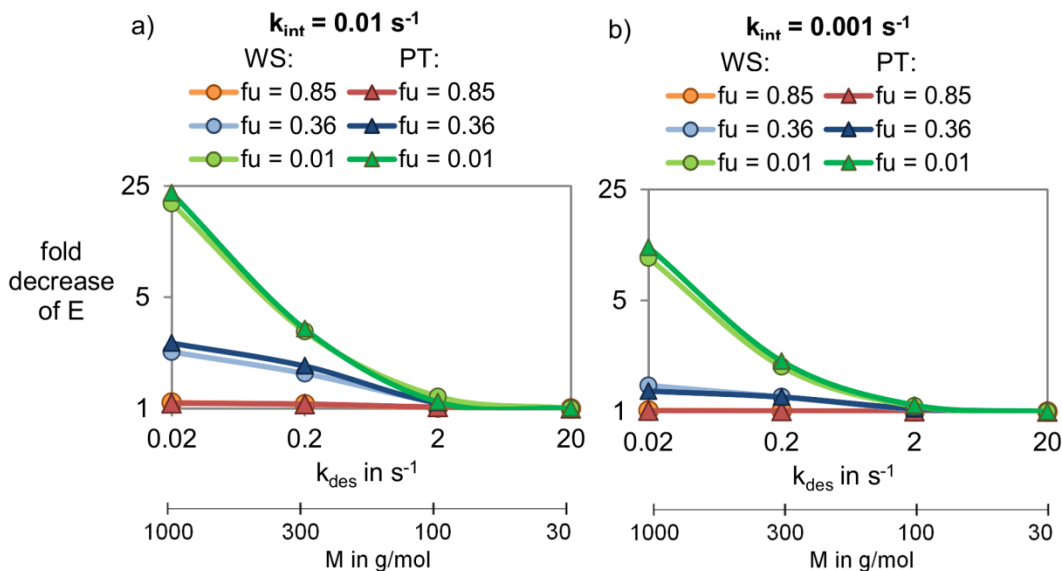 a)
k_int = 0.01 s⁻¹
WS: PT:
fu = 0.85 fu = 0.85
fu = 0.36 fu = 0.36
fu = 0.01 fu = 0.01
25
5
1
fold
decrease
of E
0.02 0.2 2 20
k_des in s⁻¹
1000 300 100 30
M in g/mol
b)
k_int = 0.001 s⁻¹
WS: PT:
fu = 0.85 fu = 0.85
fu = 0.36 fu = 0.36
fu = 0.01 fu = 0.01
25
5
1
0.02 0.2 2 20
k_des in s⁻¹
1000 300 100 30
M in g/mol